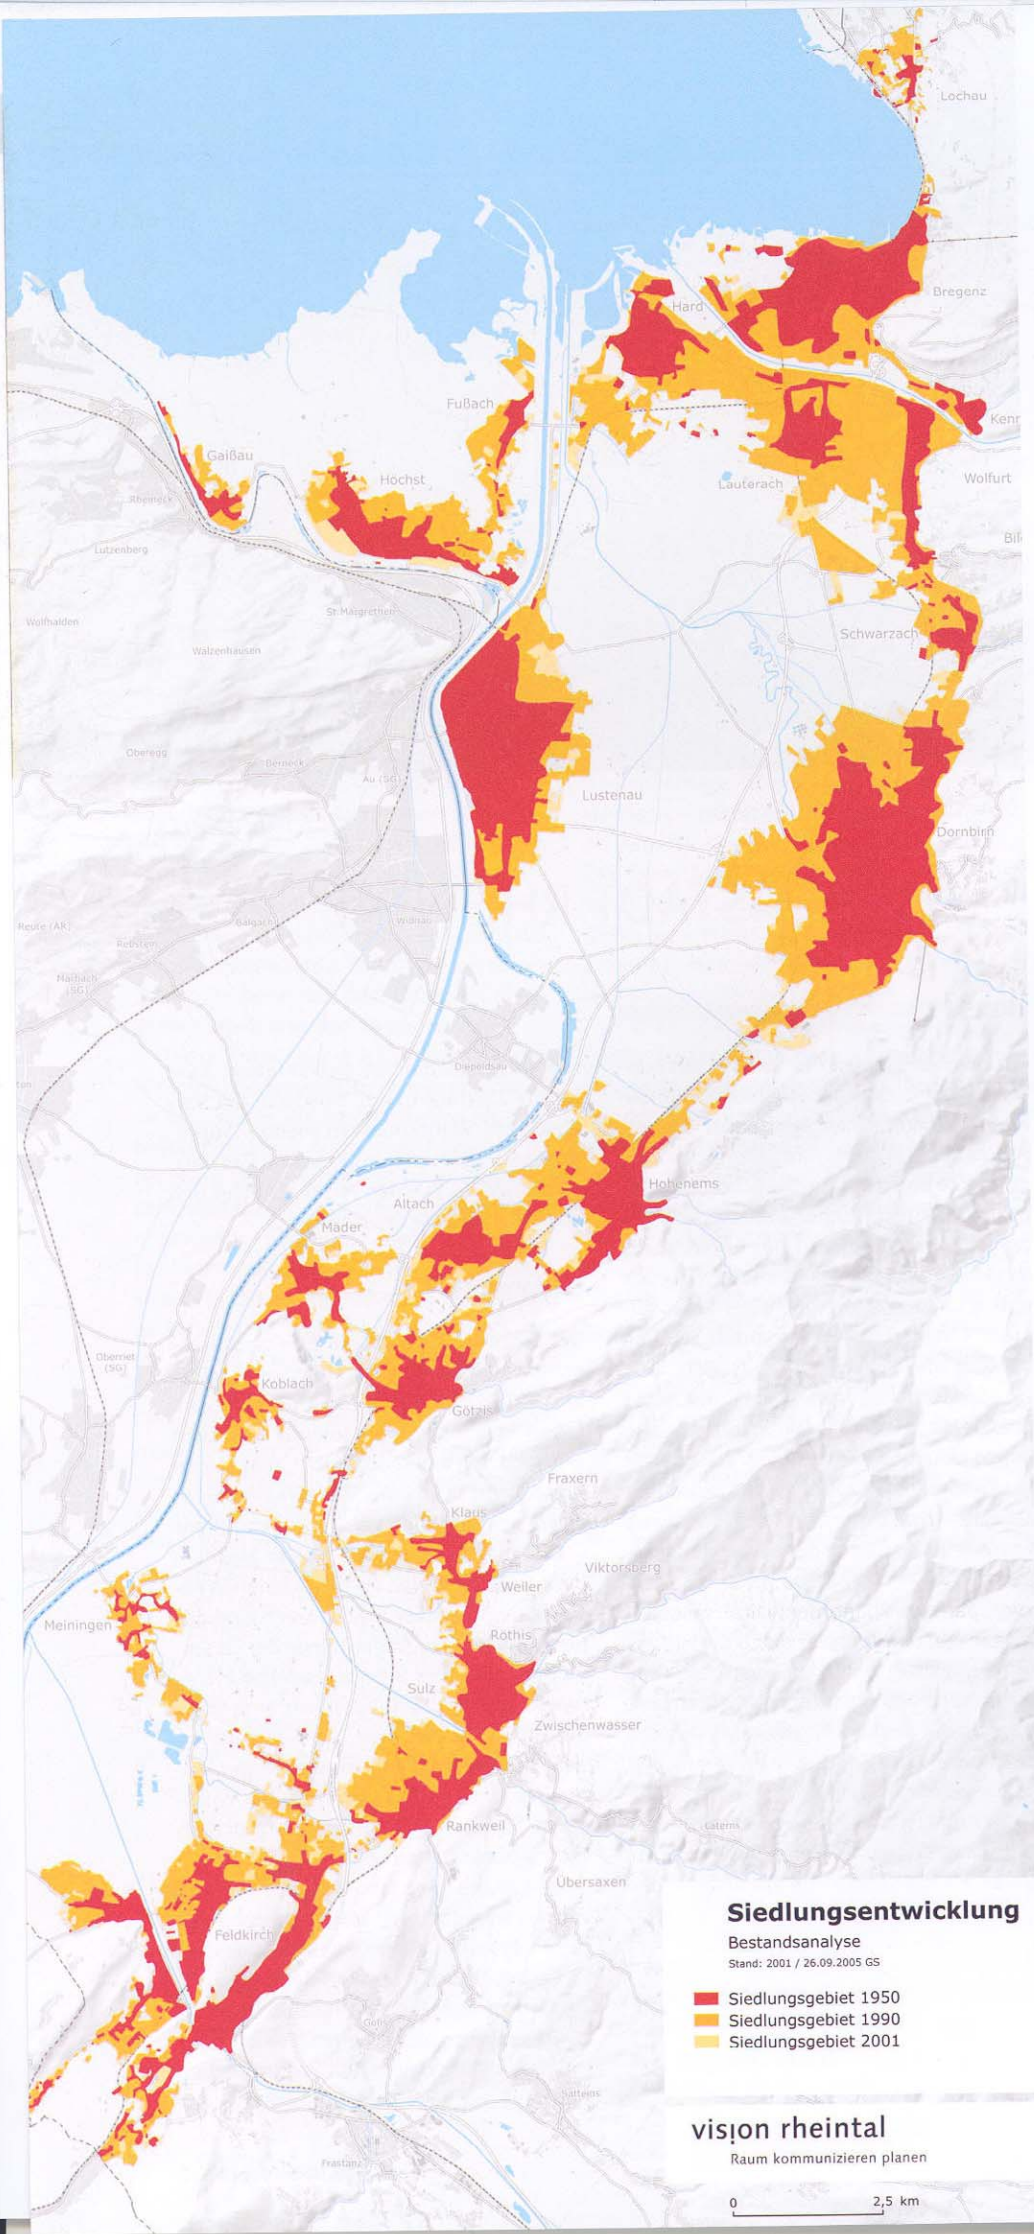 Lochau
Bregenz
Hard
Fußach
Kenn
Gaißau
Höchst
Wolfurt
Lauterach
Rheineck
Lutzenberg
St.Margrethen
Wolfhalden
Walzenhausen
Schwarzach
Oberegg
Berneck
Au (SG)
Lustenau
Dornbirn
Balgach
Widnau
Reute (AR)
Rebstein
Marbach
(SG)
Diepoldsau
Hohenems
Altach
Mäder
Oberriet
(SG)
Koblach
Götzis
Fraxern
Klaus
Viktorsberg
Weiler
Meiningen
Röthis
Sulz
Zwischenwasser
Rankweil
Laterns
Übersaxen
Feldkirch
Göfis
Satteins
Frastanz
Siedlungsentwicklung
Bestandsanalyse
Stand: 2001 / 26.09.2005 GS
Siedlungsgebiet 1950
Siedlungsgebiet 1990
Siedlungsgebiet 2001
vision rheintal
Raum kommunizieren planen
0 2,5 km